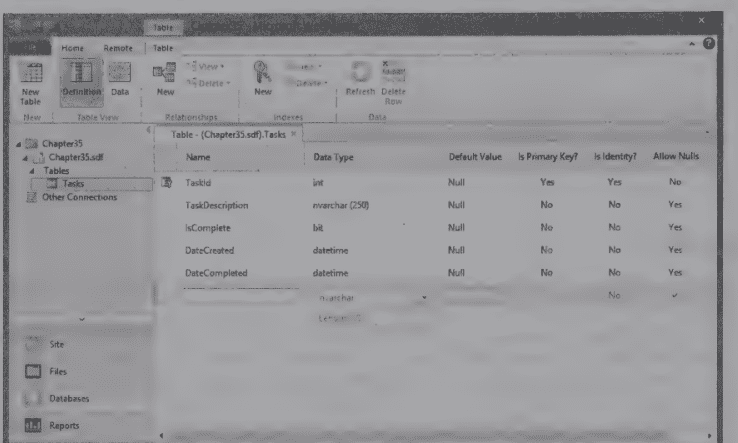 Table
Home Remote Table
New Table Definition Data New View Delete New Delete Refresh Delete Row
New Table View Relationships Indexes Data
Chapter35
Chapter35.sdf
Tables
Tasks
Other Connections
Table - (Chapter35.sdf).Tasks ×
Name Data Type Default Value Is Primary Key? Is Identity? Allow Nulls
TaskId int Null Yes Yes No
TaskDescription nvarchar (250) Null No No Yes
IsComplete bit Null No No Yes
DateCreated datetime Null No No Yes
DateCompleted datetime Null No No Yes
nvarchar No
Site
Files
Databases
Reports